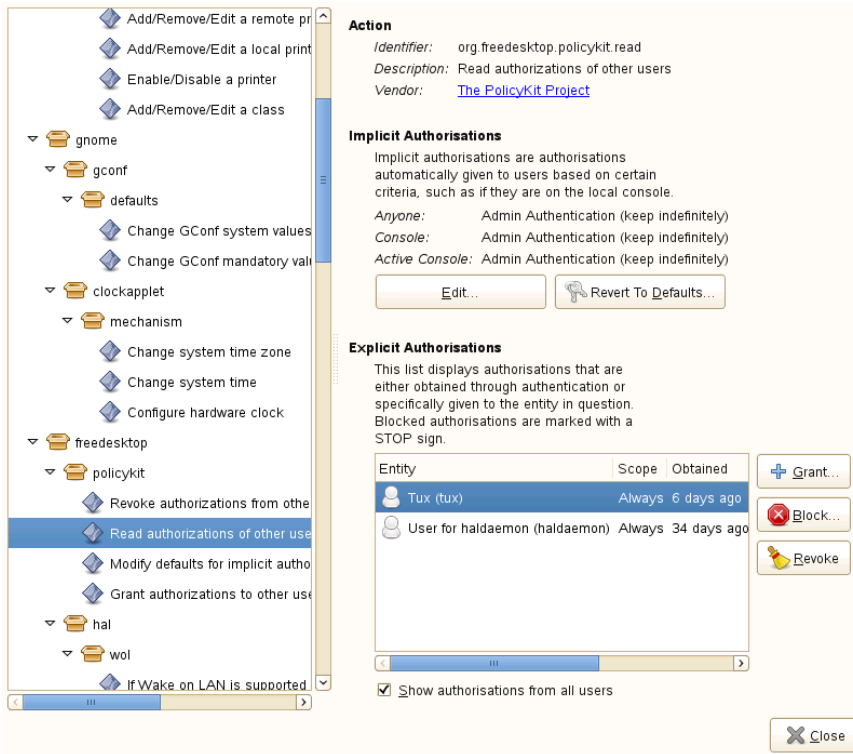 Add/Remove/Edit a remote pr
Add/Remove/Edit a local print
Enable/Disable a printer
Add/Remove/Edit a class
gnome
gconf
defaults
Change GConf system values
Change GConf mandatory val
clockapplet
mechanism
Change system time zone
Change system time
Configure hardware clock
freedesktop
policykit
Revoke authorizations from othe
Read authorizations of other use
Modify defaults for implicit autho
Grant authorizations to other use
hal
wol
If Wake on LAN is supported
Action
Identifier: org.freedesktop.policykit.read
Description: Read authorizations of other users
Vendor: The PolicyKit Project
Implicit Authorisations
Implicit authorisations are authorisations
automatically given to users based on certain
criteria, such as if they are on the local console.
Anyone: Admin Authentication (keep indefinitely)
Console: Admin Authentication (keep indefinitely)
Active Console: Admin Authentication (keep indefinitely)
Edit... Revert To Defaults...
Explicit Authorisations
This list displays authorisations that are
either obtained through authentication or
specifically given to the entity in question.
Blocked authorisations are marked with a
STOP sign.
Entity Scope Obtained
Tux (tux) Always 6 days ago
User for haldaemon (haldaemon) Always 34 days ago
Grant...
Block...
Revoke
Show authorisations from all users
Close